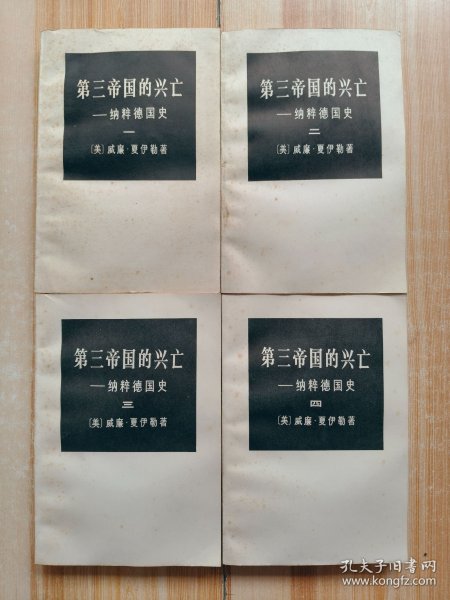 第三帝国的兴亡
—纳粹德国史
一
〔美〕威廉·夏伊勒著
第三帝国的兴亡
—纳粹德国史
二
〔美〕威廉·夏伊勒著
第三帝国的兴亡
—纳粹德国史
三
〔美〕威廉·夏伊勒著
第三帝国的兴亡
—纳粹德国史
四
〔美〕威廉·夏伊勒著
孔夫子旧书网
www.kongfz.com